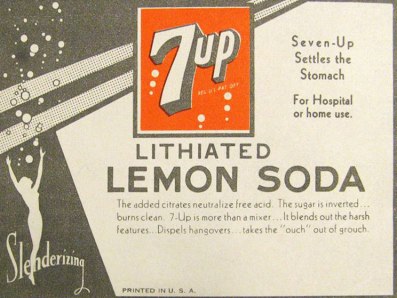 7up
REG. U.S. PAT. OFF.
Seven-Up
Settles the
Stomach
For Hospital
or home use.
LITHIATED
LEMON SODA
The added citrates neutralize free acid. The sugar is inverted...
burns clean. 7-Up is more than a mixer... It blends out the harsh
features.. Dispels hangovers...takes the "ouch" out of grouch.
Slenderizing
PRINTED IN U. S. A.